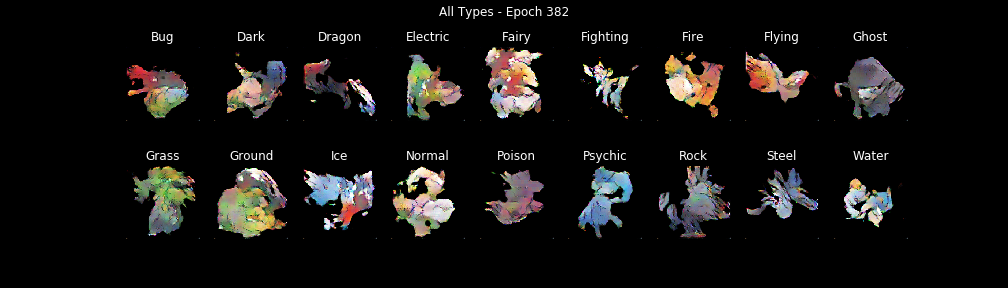 All Types - Epoch 382
Bug Dark Dragon Electric Fairy Fighting Fire Flying Ghost
Grass Ground Ice Normal Poison Psychic Rock Steel Water